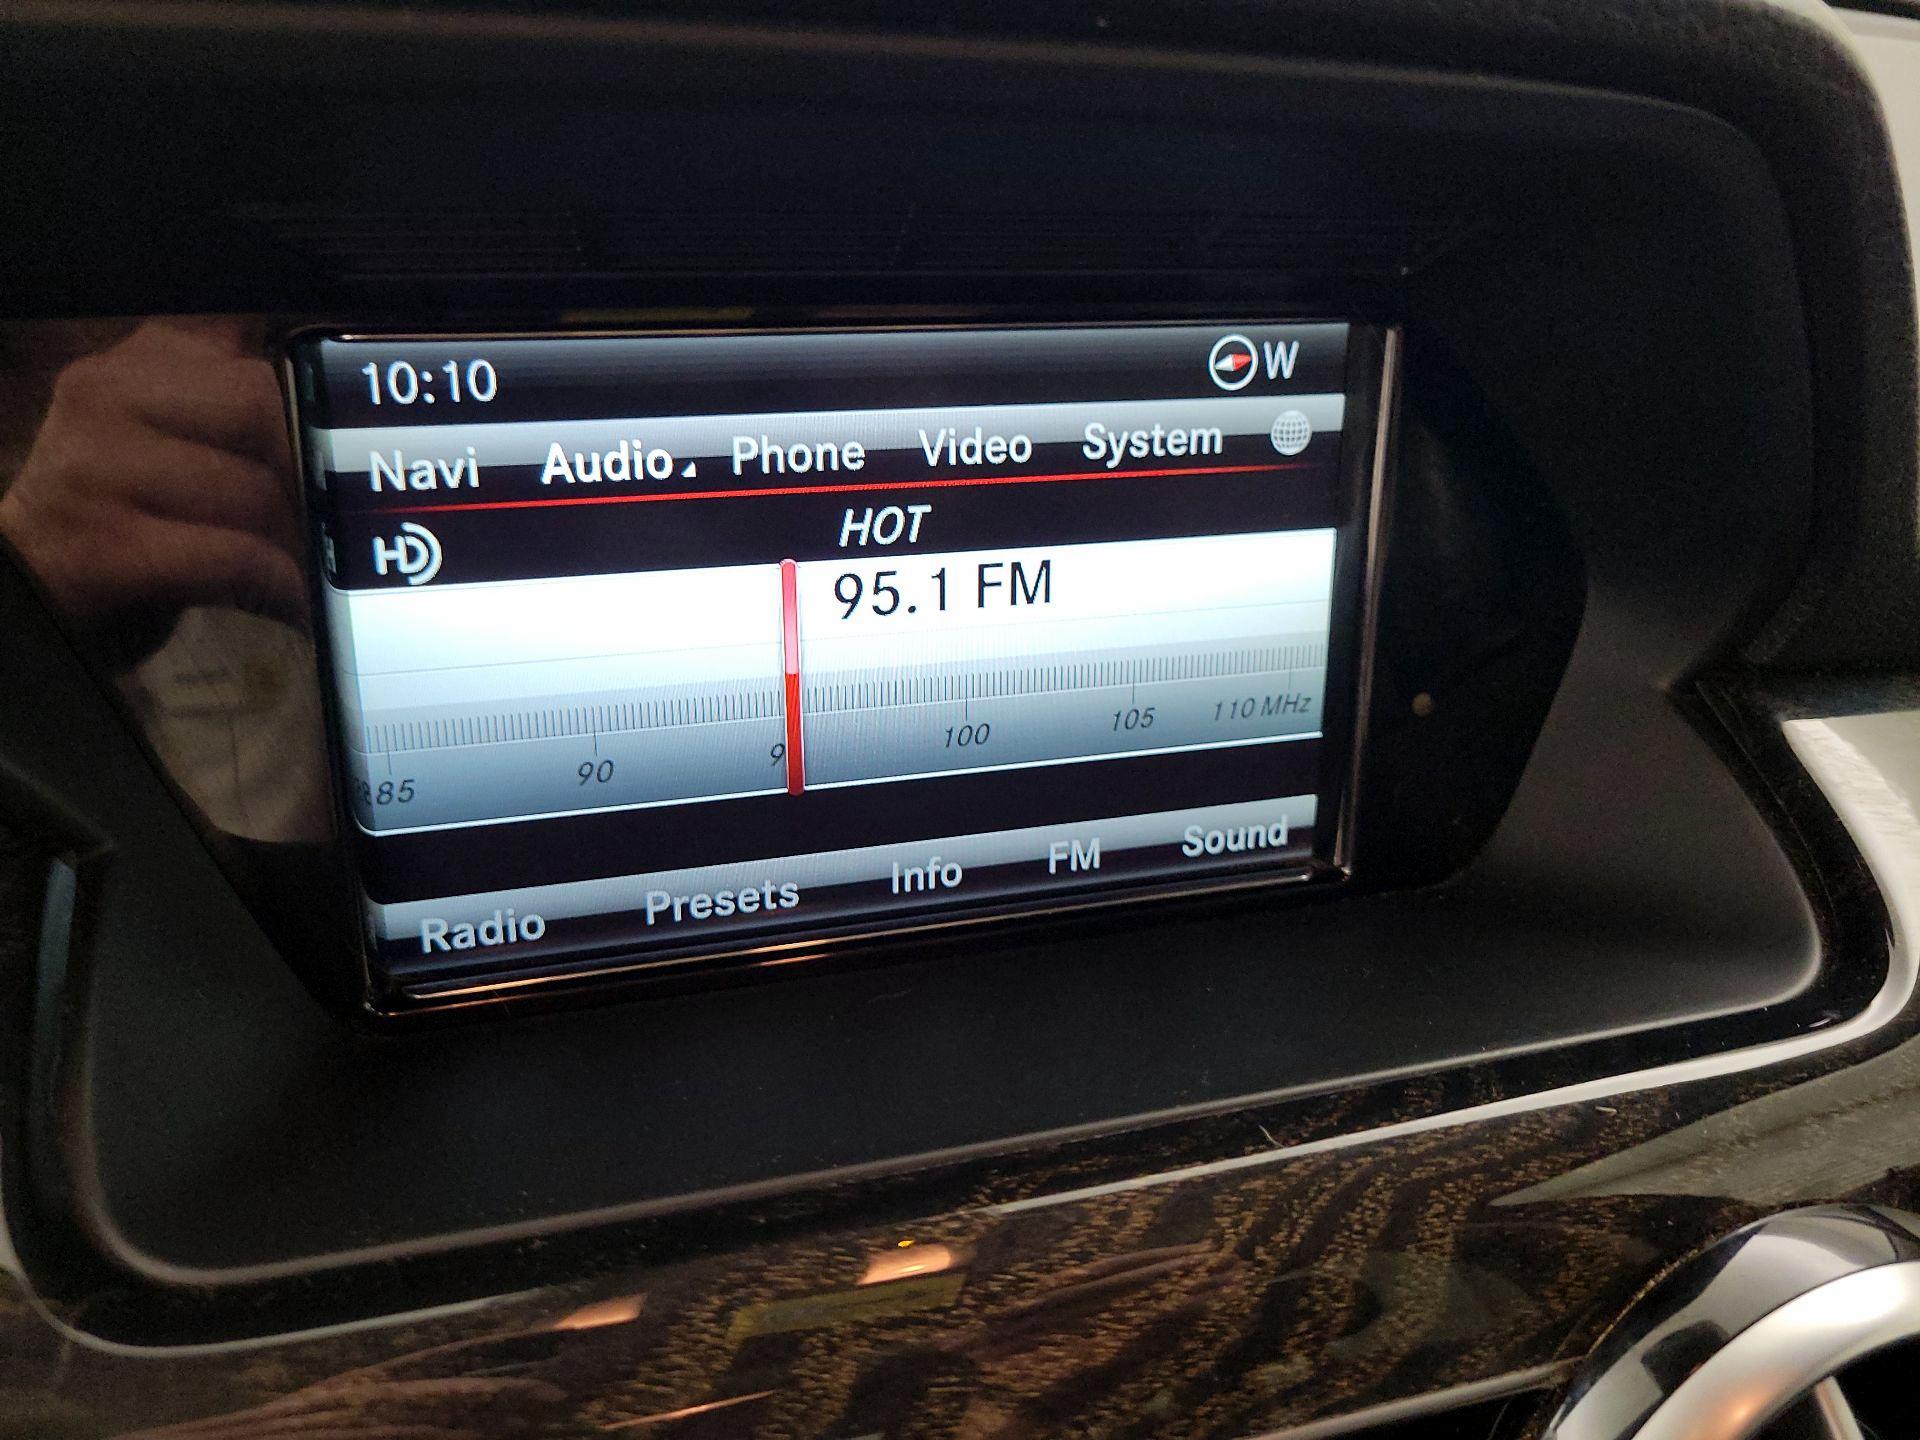 10:10 W
Navi Audio Phone Video System
HD HOT
95.1 FM
85 90 9 100 105 110 MHz
Radio Presets Info FM Sound